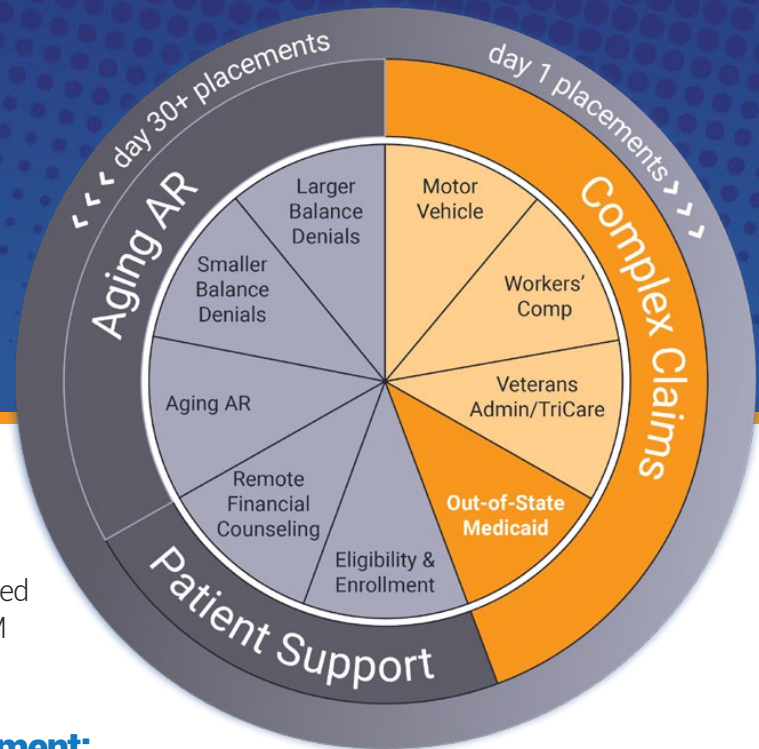 ‹ ‹ ‹ day 30+ placements
day 1 placements › › ›
Aging AR
Complex Claims
Patient Support
Larger
Balance
Denials
Motor
Vehicle
Smaller
Balance
Denials
Workers’
Comp
Aging AR
Veterans
Admin/TriCare
Remote
Financial
Counseling
Out-of-State
Medicaid
Eligibility &
Enrollment